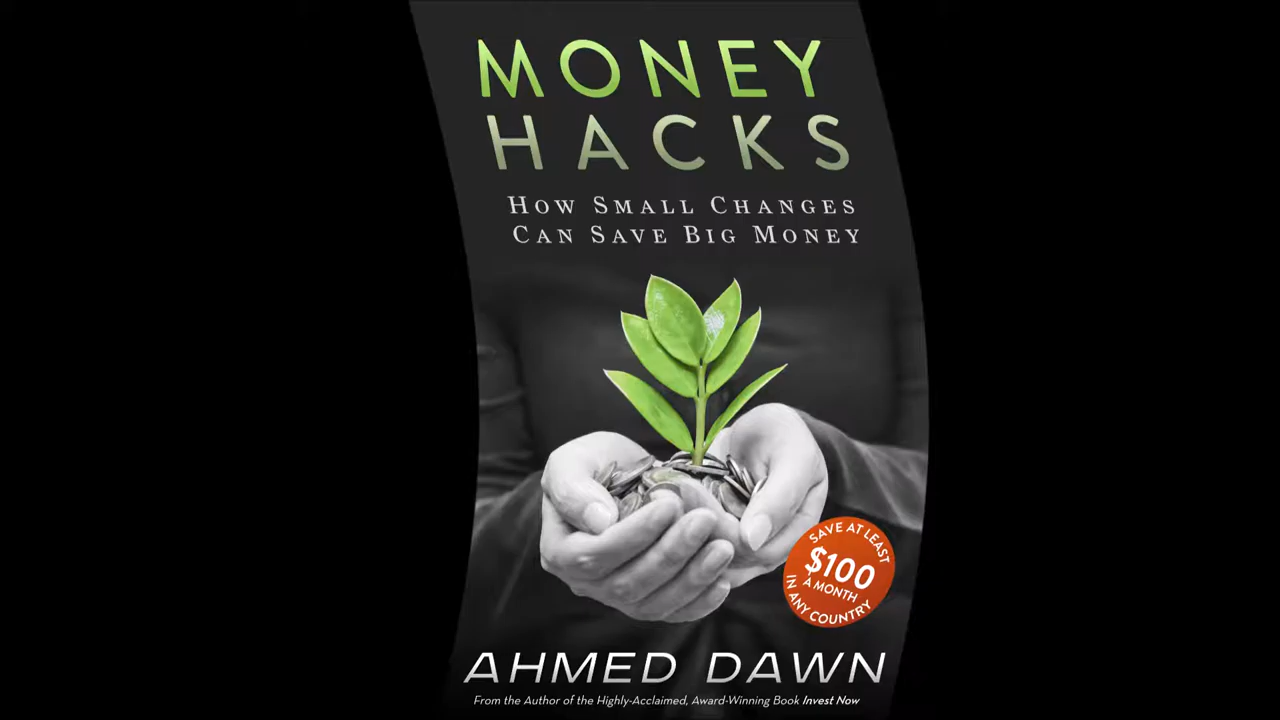 MONEY
HACKS
HOW SMALL CHANGES
CAN SAVE BIG MONEY
SAVE AT LEAST
$100
A MONTH
IN ANY COUNTRY
AHMED DAWN
From the Author of the Highly-Acclaimed, Award-Winning Book Invest Now